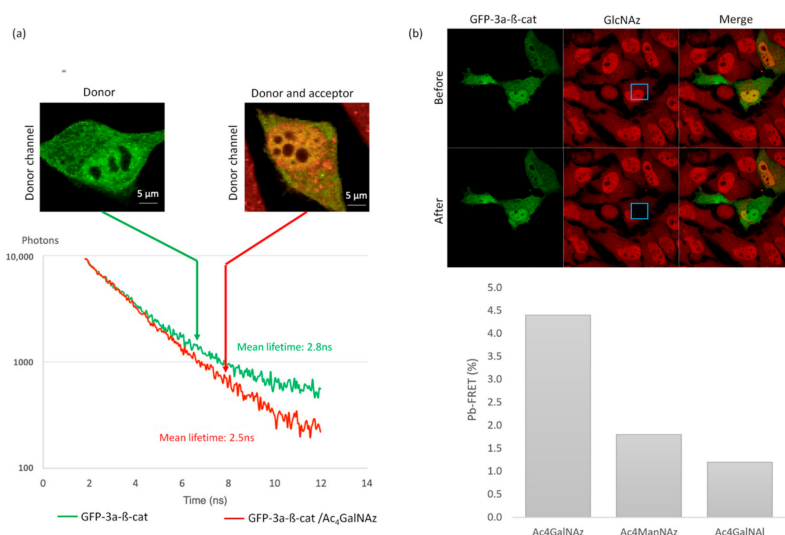 (a)
Donor
Donor and acceptor
Donor channel
5 µm
Donor channel
5 µm
Photons
10,000
1000
100
Mean lifetime: 2.8ns
Mean lifetime: 2.5ns
0 2 4 6 8 10 12 14
Time (ns)
GFP-3a-ß-cat
GFP-3a-ß-cat /Ac₄GalNAz
(b)
GFP-3a-ß-cat GlcNAz Merge
Before
After
Pb-FRET (%)
5.0
4.5
4.0
3.5
3.0
2.5
2.0
1.5
1.0
0.5
0.0
Ac4GalNAz Ac4ManNAz Ac4GalNAl